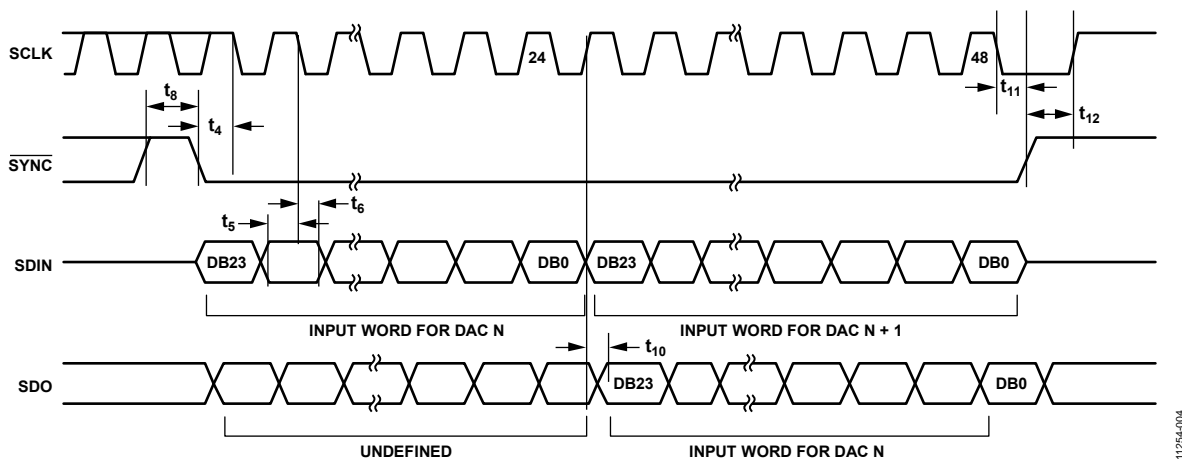 SCLK
24
48
t11
t8
t4
t12
SYNC
t5
t6
SDIN
DB23
DB0
DB23
DB0
INPUT WORD FOR DAC N
INPUT WORD FOR DAC N + 1
t10
SDO
DB23
DB0
UNDEFINED
INPUT WORD FOR DAC N
11254-004